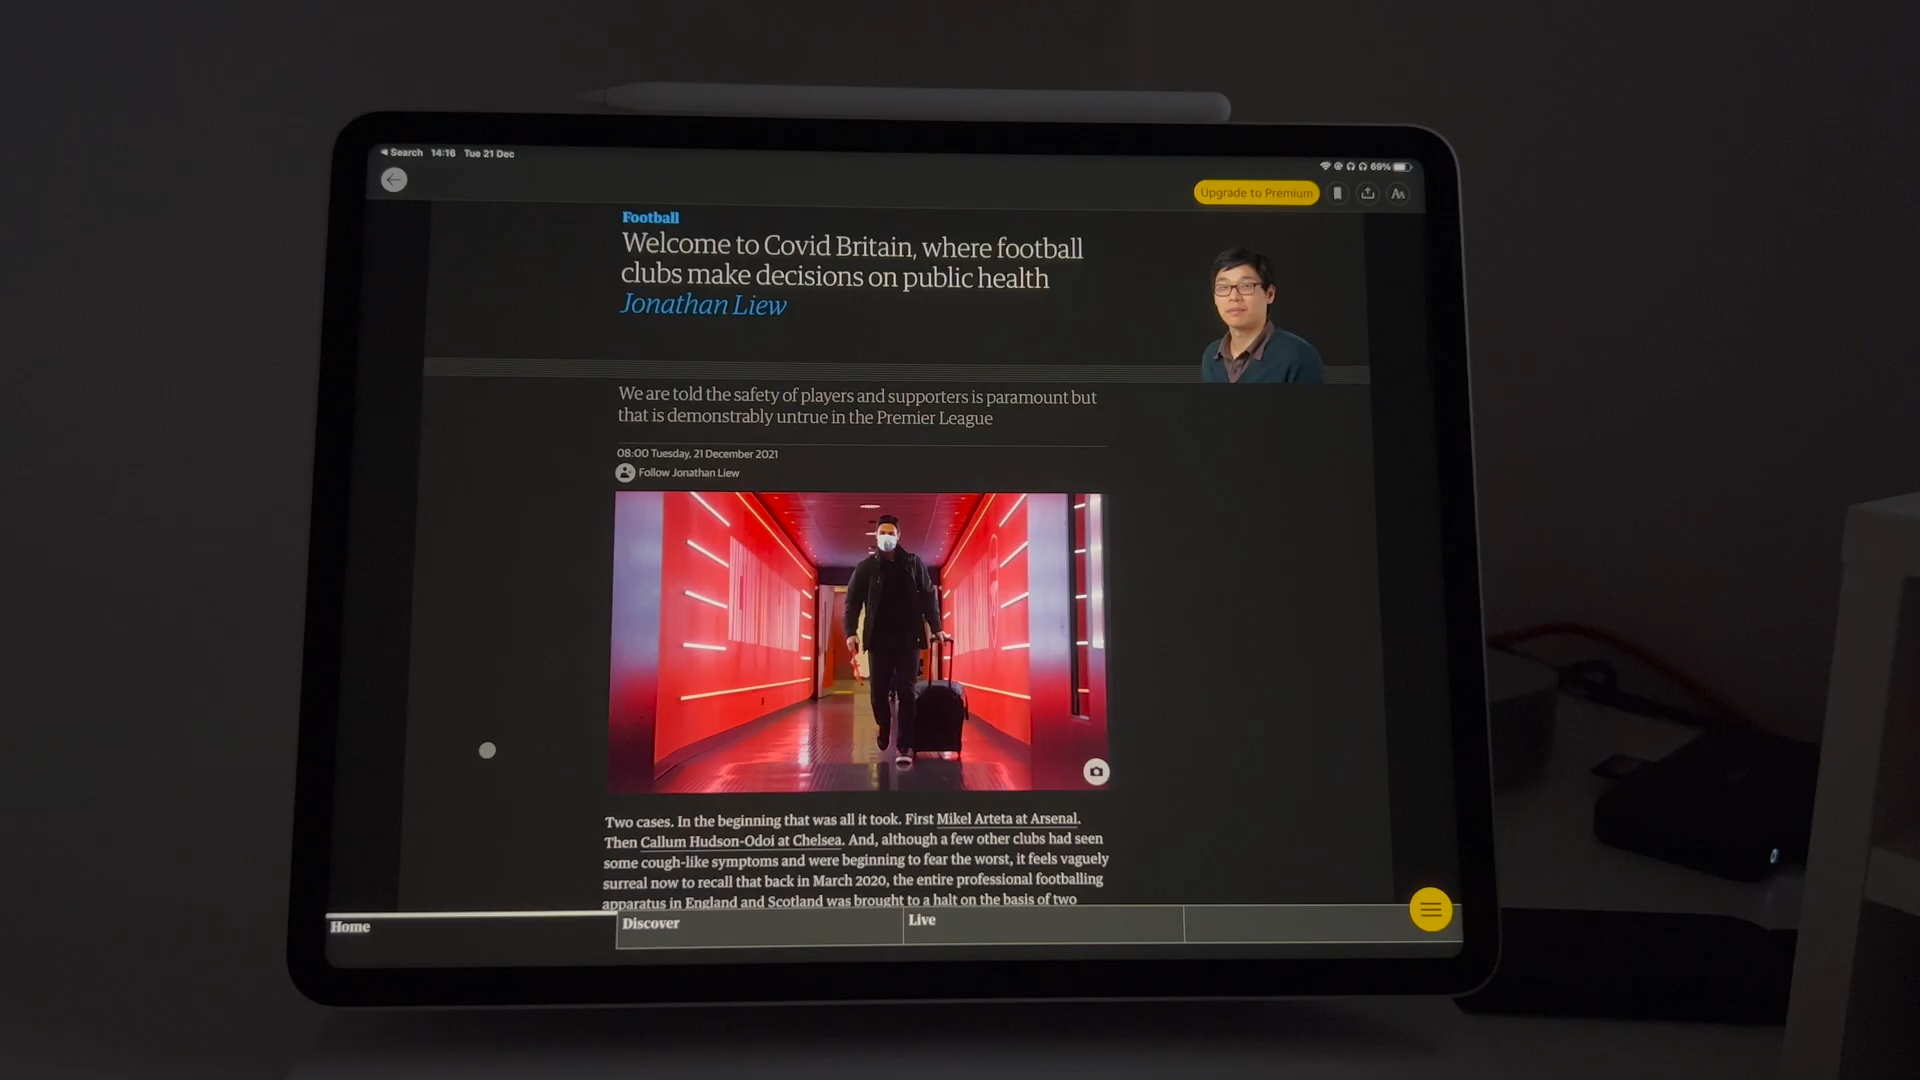 Search 14:16 Tue 21 Dec
69%
Upgrade to Premium
AA
Football
Welcome to Covid Britain, where football
clubs make decisions on public health
Jonathan Liew
We are told the safety of players and supporters is paramount but
that is demonstrably untrue in the Premier League
08:00 Tuesday, 21 December 2021
Follow Jonathan Liew
Two cases. In the beginning that was all it took. First Mikel Arteta at Arsenal.
Then Callum Hudson-Odoi at Chelsea. And, although a few other clubs had seen
some cough-like symptoms and were beginning to fear the worst, it feels vaguely
surreal now to recall that back in March 2020, the entire professional footballing
apparatus in England and Scotland was brought to a halt on the basis of two
Home
Discover
Live